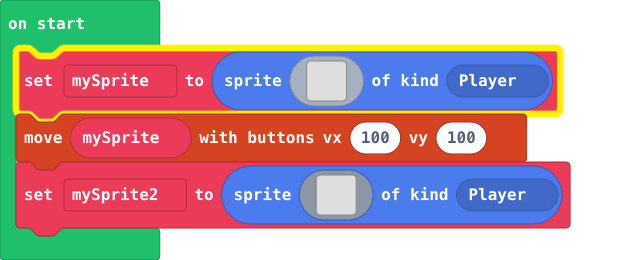 on start
set mySprite to sprite of kind Player
move mySprite with buttons vx 100 vy 100
set mySprite2 to sprite of kind Player